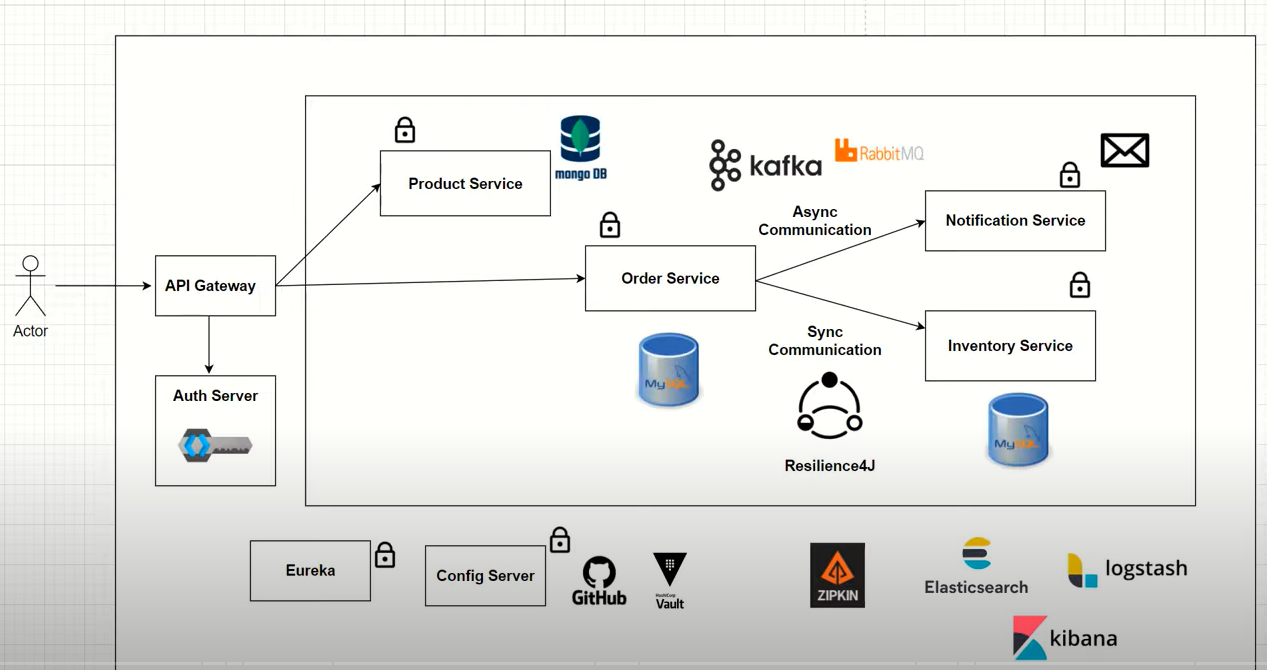 mongo DB
Product Service
kafka
RabbitMQ
Async
Communication
Notification Service
Order Service
API Gateway
Actor
Sync
Communication
Inventory Service
MySQL
Auth Server
MySQL
Resilience4J
Eureka
Config Server
GitHub
HashiCorp
Vault
ZIPKIN
Elasticsearch
logstash
kibana